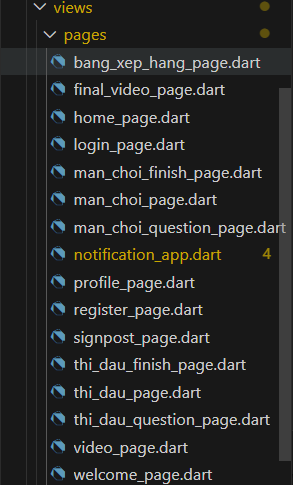 views
pages
bang_xep_hang_page.dart
final_video_page.dart
home_page.dart
login_page.dart
man_choi_finish_page.dart
man_choi_page.dart
man_choi_question_page.dart
notification_app.dart 4
profile_page.dart
register_page.dart
signpost_page.dart
thi_dau_finish_page.dart
thi_dau_page.dart
thi_dau_question_page.dart
video_page.dart
welcome_page.dart